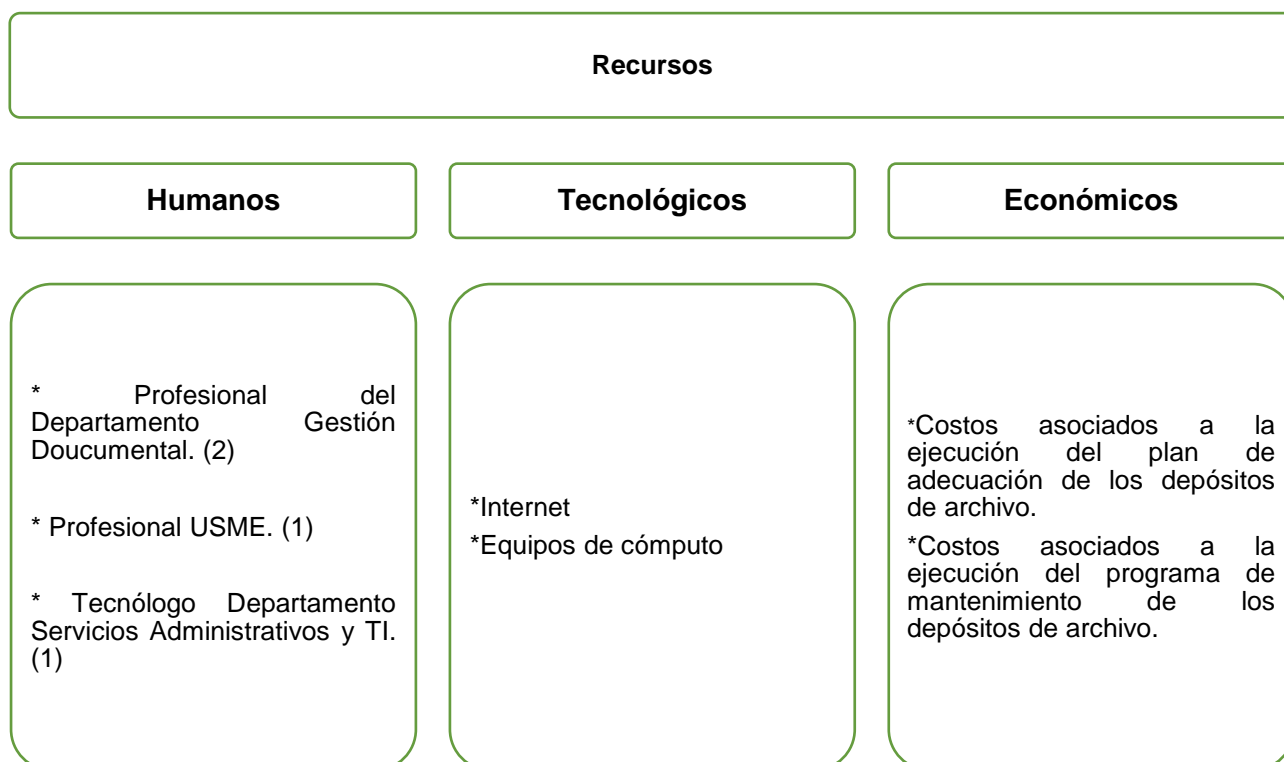 Recursos
Humanos
Tecnológicos
Económicos
* Profesional del
Departamento Gestión
Doucumental. (2)
* Profesional USME. (1)
* Tecnólogo Departamento
Servicios Administrativos y TI.
(1)
*Internet
*Equipos de cómputo
*Costos asociados a la
ejecución del plan de
adecuación de los depósitos
de archivo.
*Costos asociados a la
ejecución del programa de
mantenimiento de los
depósitos de archivo.